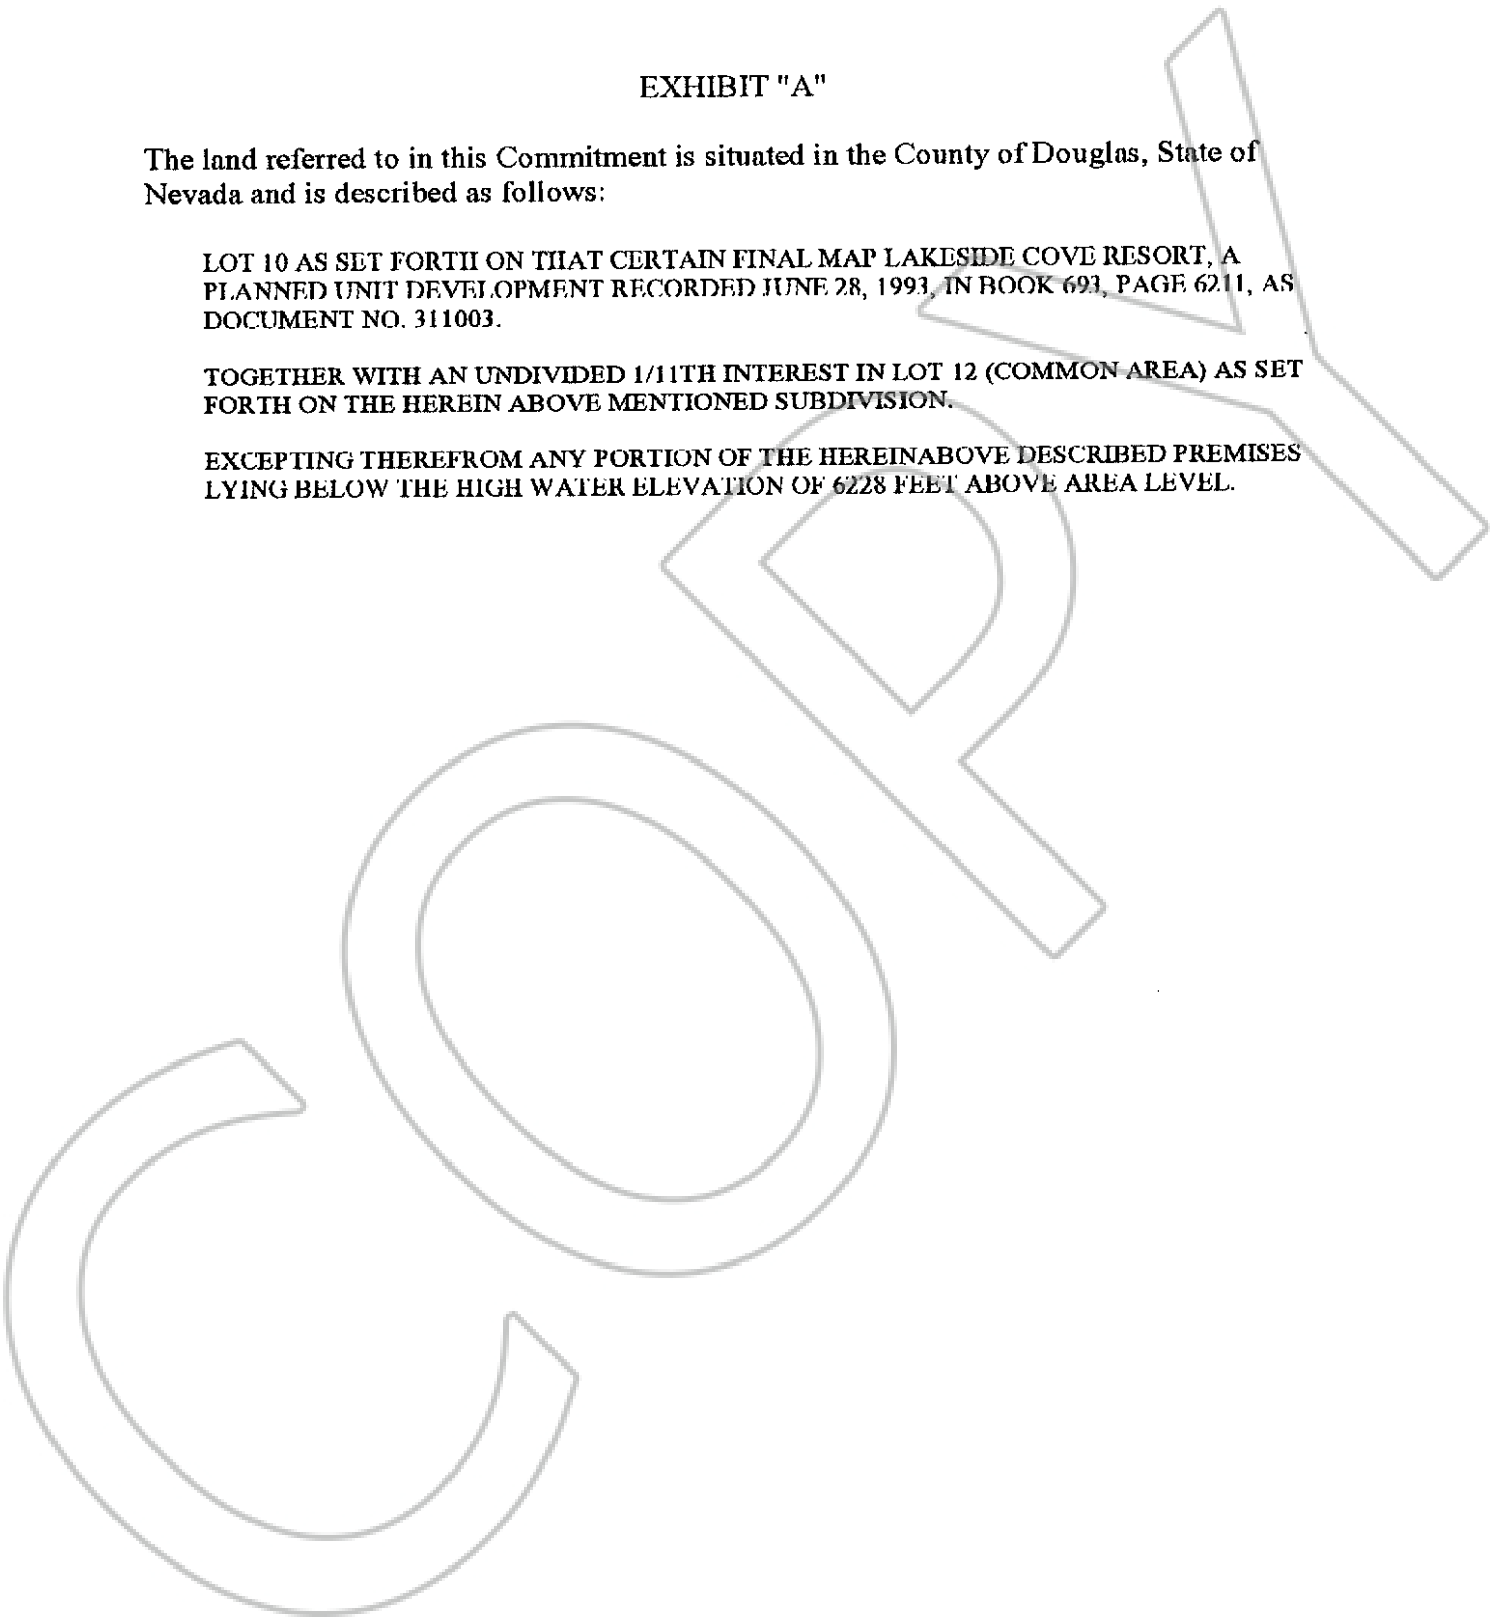 EXHIBIT "A"
The land referred to in this Commitment is situated in the County of Douglas, State of
Nevada and is described as follows:
LOT 10 AS SET FORTH ON THAT CERTAIN FINAL MAP LAKESIDE COVE RESORT, A
PLANNED UNIT DEVELOPMENT RECORDED JUNE 28, 1993, IN BOOK 693, PAGE 6211, AS
DOCUMENT NO. 311003.
TOGETHER WITH AN UNDIVIDED 1/11TH INTEREST IN LOT 12 (COMMON AREA) AS SET
FORTH ON THE HEREIN ABOVE MENTIONED SUBDIVISION.
EXCEPTING THEREFROM ANY PORTION OF THE HEREINABOVE DESCRIBED PREMISES
LYING BELOW THE HIGH WATER ELEVATION OF 6228 FEET ABOVE AREA LEVEL.
COPY